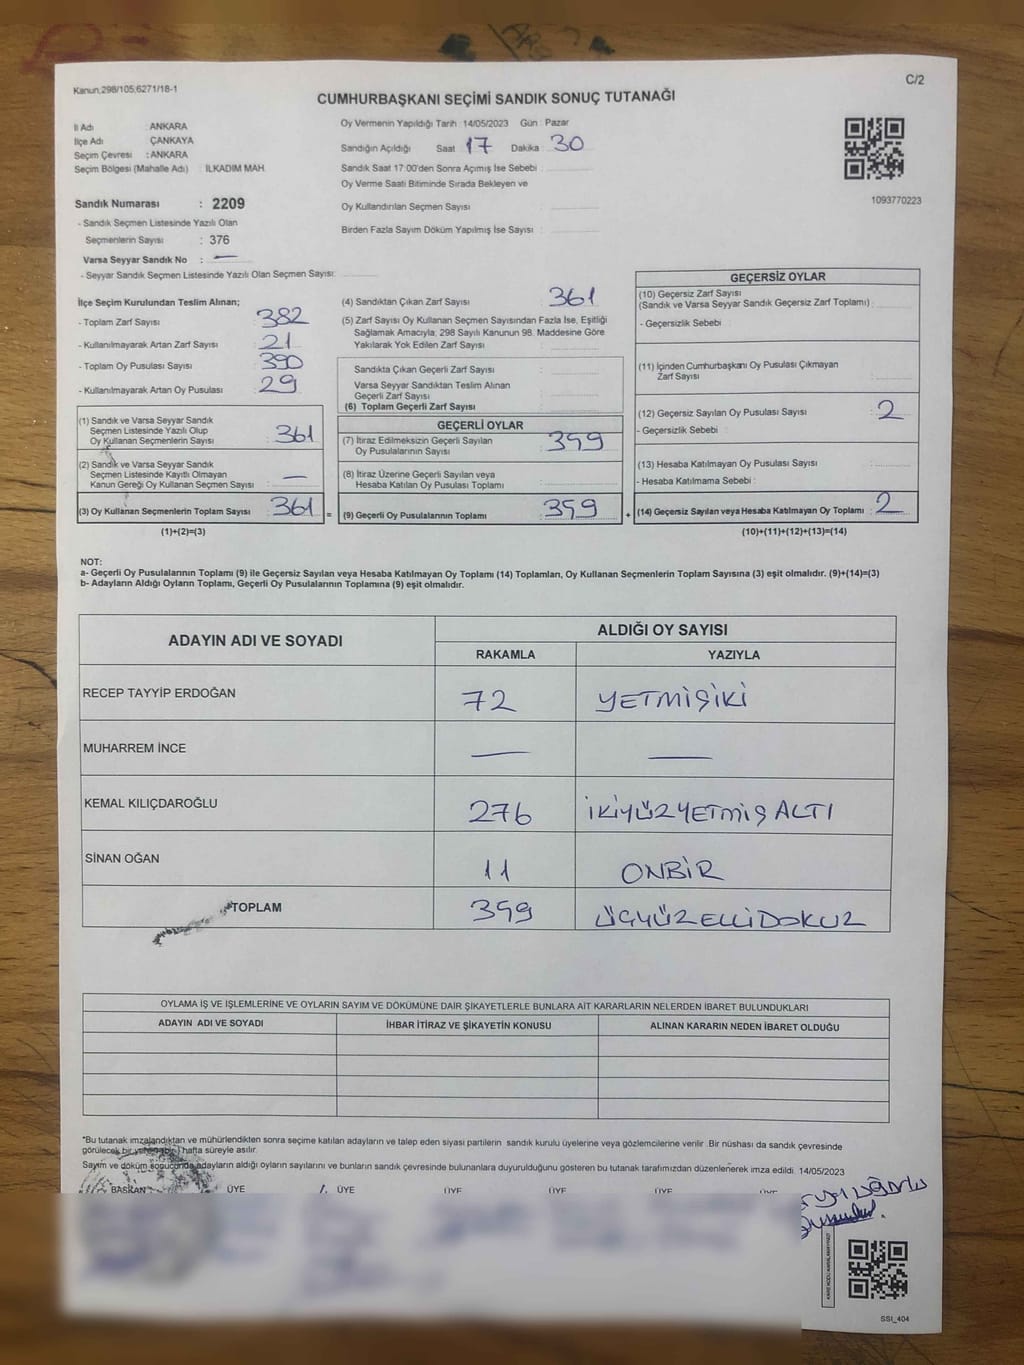 Kanun,298/105;6271/18-1
C/2
CUMHURBAŞKANI SEÇİMİ SANDIK SONUÇ TUTANAĞI
İl Adı ANKARA
İlçe Adı ÇANKAYA
Seçim Çevresi : ANKARA
Seçim Bölgesi (Mahalle Adı) : İLKADIM MAH.
Sandık Numarası : 2209
- Sandık Seçmen Listesinde Yazılı Olan
Seçmenlerin Sayısı : 376
Varsa Seyyar Sandık No : —
- Seyyar Sandık Seçmen Listesinde Yazılı Olan Seçmen Sayısı:
Oy Vermenin Yapıldığı Tarih :14/05/2023 Gün : Pazar
Sandığın Açıldığı Saat 17 Dakika 30
Sandık Saat 17:00'den Sonra Açımış İse Sebebi :
Oy Verme Saati Bitiminde Sırada Bekleyen ve
Oy Kullandırılan Seçmen Sayısı :
Birden Fazla Sayım Döküm Yapılmış İse Sayısı :
1093770223
İlçe Seçim Kurulundan Teslim Alınan;
- Toplam Zarf Sayısı : 382
- Kullanılmayarak Artan Zarf Sayısı : 21
- Toplam Oy Pusulası Sayısı : 390
- Kullanılmayarak Artan Oy Pusulası : 29
(1) Sandık ve Varsa Seyyar Sandık
Seçmen Listesinde Yazılı Olup
Oy Kullanan Seçmenlerin Sayısı : 361
(2) Sandık ve Varsa Seyyar Sandık
Seçmen Listesinde Kayıtlı Olmayan
Kanun Gereği Oy Kullanan Seçmen Sayısı : —
(3) Oy Kullanan Seçmenlerin Toplam Sayısı : 361 =
(1)+(2)=(3)
(4) Sandıktan Çıkan Zarf Sayısı : 361
(5) Zarf Sayısı Oy Kullanan Seçmen Sayısından Fazla İse, Eşitliği
Sağlamak Amacıyla, 298 Sayılı Kanunun 98. Maddesine Göre
Yakılarak Yok Edilen Zarf Sayısı :
Sandıkta Çıkan Geçerli Zarf Sayısı :
Varsa Seyyar Sandıktan Teslim Alınan
Geçerli Zarf Sayısı :
(6) Toplam Geçerli Zarf Sayısı :
GEÇERLİ OYLAR
(7) İtiraz Edilmeksizin Geçerli Sayılan
Oy Pusulalarının Sayısı : 359
(8) İtiraz Üzerine Geçerli Sayılan veya
Hesaba Katılan Oy Pusulası Toplamı :
(9) Geçerli Oy Pusulalarının Toplamı : 359 +
GEÇERSİZ OYLAR
(10) Geçersiz Zarf Sayısı
(Sandık ve Varsa Seyyar Sandık Geçersiz Zarf Toplamı) :
- Geçersizlik Sebebi :
(11) İçinden Cumhurbaşkanı Oy Pusulası Çıkmayan
Zarf Sayısı :
(12) Geçersiz Sayılan Oy Pusulası Sayısı : 2
- Geçersizlik Sebebi :
(13) Hesaba Katılmayan Oy Pusulası Sayısı :
- Hesaba Katılmama Sebebi :
(14) Geçersiz Sayılan veya Hesaba Katılmayan Oy Toplamı : 2
(10)+(11)+(12)+(13)=(14)
NOT:
a- Geçerli Oy Pusulalarının Toplamı (9) ile Geçersiz Sayılan veya Hesaba Katılmayan Oy Toplamı (14) Toplamları, Oy Kullanan Seçmenlerin Toplam Sayısına (3) eşit olmalıdır. (9)+(14)=(3)
b- Adayların Aldığı Oyların Toplamı, Geçerli Oy Pusulalarının Toplamına (9) eşit olmalıdır.
ADAYIN ADI VE SOYADI ALDIĞI OY SAYISI
RAKAMLA YAZIYLA
RECEP TAYYİP ERDOĞAN 72 YETMİŞİKİ
MUHARREM İNCE — —
KEMAL KILIÇDAROĞLU 276 İKİYÜZYETMİŞ ALTI
SİNAN OĞAN 11 ONBİR
TOPLAM 359 ÜÇYÜZELLİDOKUZ
OYLAMA İŞ VE İŞLEMLERİNE VE OYLARIN SAYIM VE DÖKÜMÜNE DAİR ŞİKAYETLERLE BUNLARA AİT KARARLARIN NELERDEN İBARET BULUNDUKLARI
ADAYIN ADI VE SOYADI İHBAR İTİRAZ VE ŞİKAYETİN KONUSU ALINAN KARARIN NEDEN İBARET OLDUĞU
*Bu tutanak imzalandıktan ve mühürlendikten sonra seçime katılan adayların ve talep eden siyasi partilerin sandık kurulu üyelerine veya gözlemcilerine verilir .Bir nüshası da sandık çevresinde
görülecek bir yere bir hafta süreyle asılır.
Sayım ve döküm sonucunda adayların aldığı oyların sayılarını ve bunların sandık çevresinde bulunanlara duyurulduğunu gösteren bu tutanak tarafımızdan düzenlenerek imza edildi. 14/05/2023
BAŞKAN ÜYE ÜYE ÜYE ÜYE ÜYE ÜYE
SSI_404